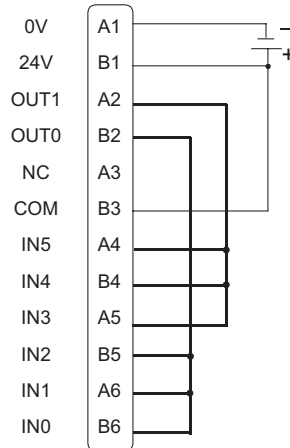 0V A1 −
24V B1 +
OUT1 A2
OUT0 B2
NC A3
COM B3
IN5 A4
IN4 B4
IN3 A5
IN2 B5
IN1 A6
IN0 B6